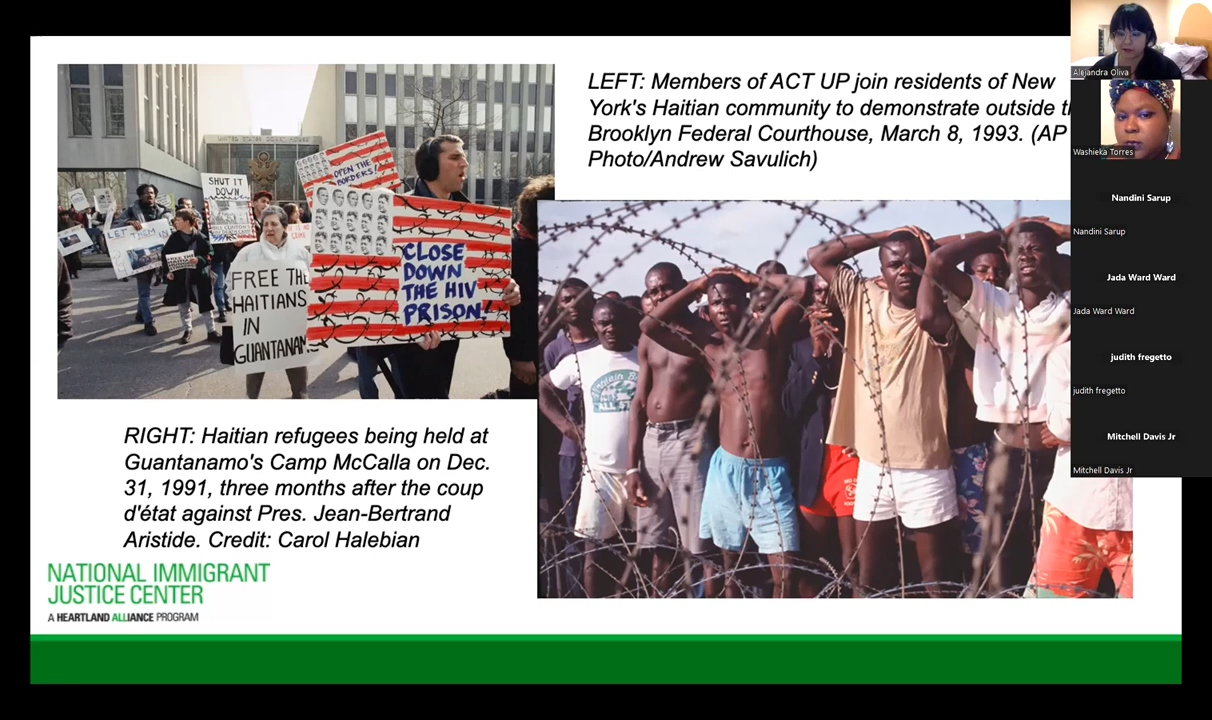 LEFT: Members of ACT UP join residents of New
York's Haitian community to demonstrate outside
Brooklyn Federal Courthouse, March 8, 1993. (AP
Photo/Andrew Savulich)
OPEN THE
BORDERS!
SHUT IT
DOWN
LET THEM IN
FREE THE
HAITIANS
IN
GUANTANAM
CLOSE
DOWN
THE HIV
PRISON!
RIGHT: Haitian refugees being held at
Guantanamo's Camp McCalla on Dec.
31, 1991, three months after the coup
d'état against Pres. Jean-Bertrand
Aristide. Credit: Carol Halebian
NATIONAL IMMIGRANT
JUSTICE CENTER
A HEARTLAND ALLIANCE PROGRAM
Alejandra Oliva
Washieka Torres
Nandini Sarup
Nandini Sarup
Jada Ward Ward
Jada Ward Ward
judith fregetto
judith fregetto
Mitchell Davis Jr
Mitchell Davis Jr